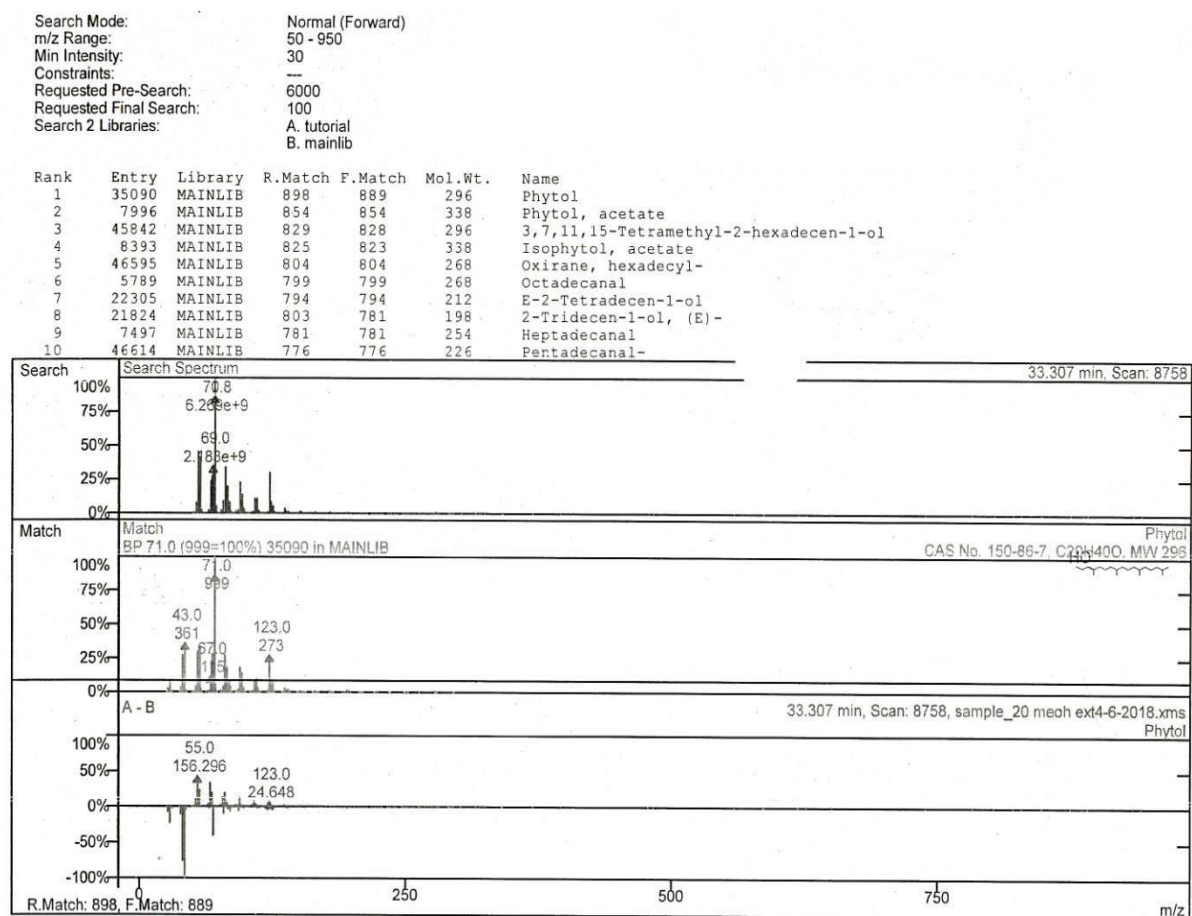 Search Mode: Normal (Forward)
m/z Range: 50 - 950
Min Intensity: 30
Constraints: ---
Requested Pre-Search: 6000
Requested Final Search: 100
Search 2 Libraries: A. tutorial
B. mainlib
Rank Entry Library R.Match F.Match Mol.Wt. Name
1 35090 MAINLIB 898 889 296 Phytol
2 7996 MAINLIB 854 854 338 Phytol, acetate
3 45842 MAINLIB 829 828 296 3,7,11,15-Tetramethyl-2-hexadecen-1-ol
4 8393 MAINLIB 825 823 338 Isophytol, acetate
5 46595 MAINLIB 804 804 268 Oxirane, hexadecyl-
6 5789 MAINLIB 799 799 268 Octadecanal
7 22305 MAINLIB 794 794 212 E-2-Tetradecen-1-ol
8 21824 MAINLIB 803 781 198 2-Tridecen-1-ol, (E)-
9 7497 MAINLIB 781 781 254 Heptadecanal
10 46614 MAINLIB 776 776 226 Pentadecanal-
Search Search Spectrum 33.307 min, Scan: 8758
100% 70.8
6.269e+9
75%
50% 69.0
2.183e+9
25%
0%
Match Match Phytol
BP 71.0 (999=100%) 35090 in MAINLIB CAS No. 150-86-7, C20H40O, MW 296
100% 71.0 HO
75% 999
50% 43.0 123.0
361 67.0 273
25% 115
0%
A - B 33.307 min, Scan: 8758, sample_20 meoh ext4-6-2018.xms
Phytol
100% 55.0
50% 156.296 123.0
24.648
0%
-50%
-100%
0 250 500 750
R.Match: 898, F.Match: 889 m/z